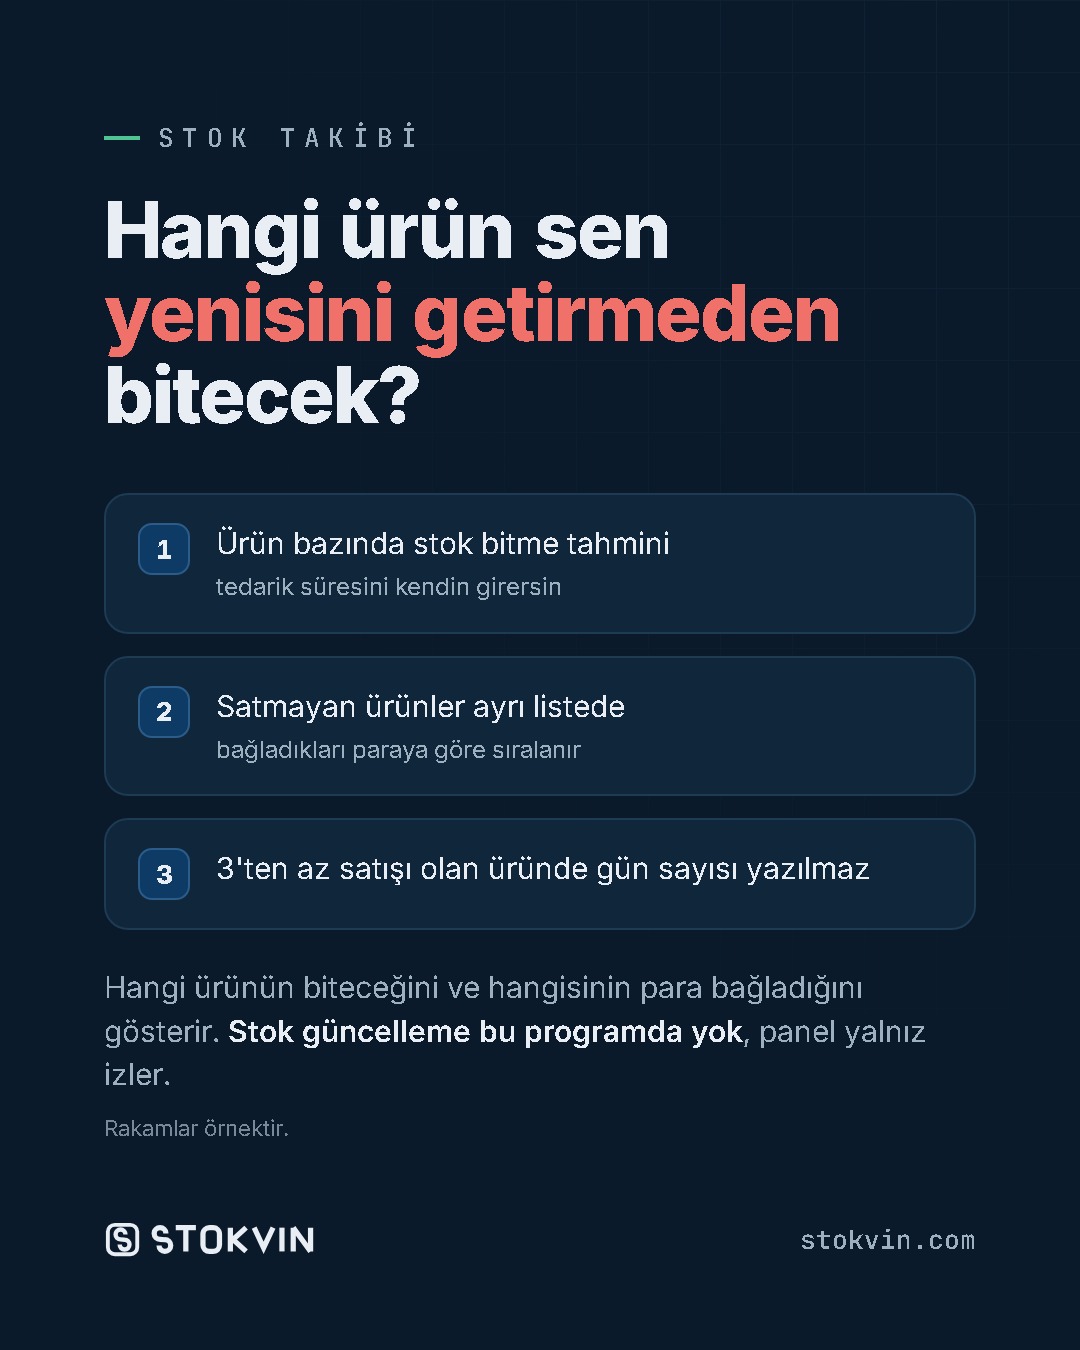 STOK TAKİBİ
Hangi ürün sen
yenisini getirmeden
bitecek?
1
Ürün bazında stok bitme tahmini
tedarik süresini kendin girersin
2
Satmayan ürünler ayrı listede
bağladıkları paraya göre sıralanır
3
3'ten az satışı olan üründe gün sayısı yazılmaz
Hangi ürünün biteceğini ve hangisinin para bağladığını
gösterir. Stok güncelleme bu programda yok, panel yalnız
izler.
Rakamlar örnektir.
S STOKVIN
stokvin.com